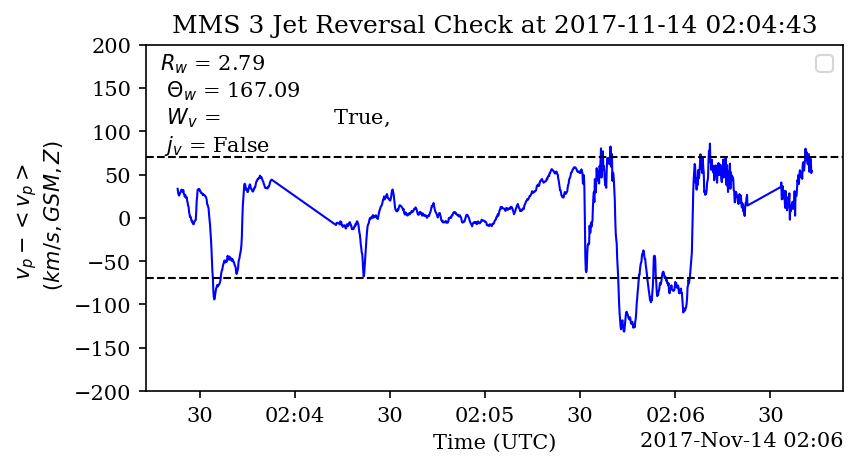 MMS 3 Jet Reversal Check at 2017-11-14 02:04:43
200
150
100
50
0
−50
−100
−150
−200
v_p − <v_p>
(km/s, GSM, Z)
R_w = 2.79
Θ_w = 167.09
W_v = True,
j_v = False
30 02:04 30 02:05 30 02:06 30
Time (UTC)
2017-Nov-14 02:06